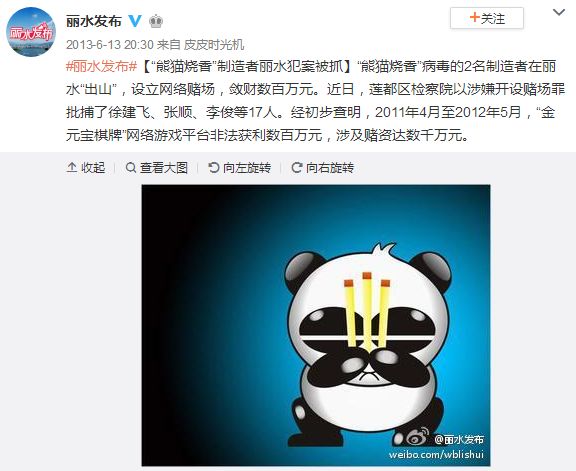 丽水发布
丽水发布
关注
2013-6-13 20:30 来自 皮皮时光机
#丽水发布#【“熊猫烧香”制造者丽水犯案被抓】“熊猫烧香”病毒的2名制造者在丽
水“出山”，设立网络赌场，敛财数百万元。近日，莲都区检察院以涉嫌开设赌场罪
批捕了徐建飞、张顺、李俊等17人。经初步查明，2011年4月至2012年5月，“金
元宝棋牌”网络游戏平台非法获利数百万元，涉及赌资达数千万元。
收起 查看大图 向左旋转 向右旋转
@丽水发布
weibo.com/wblishui